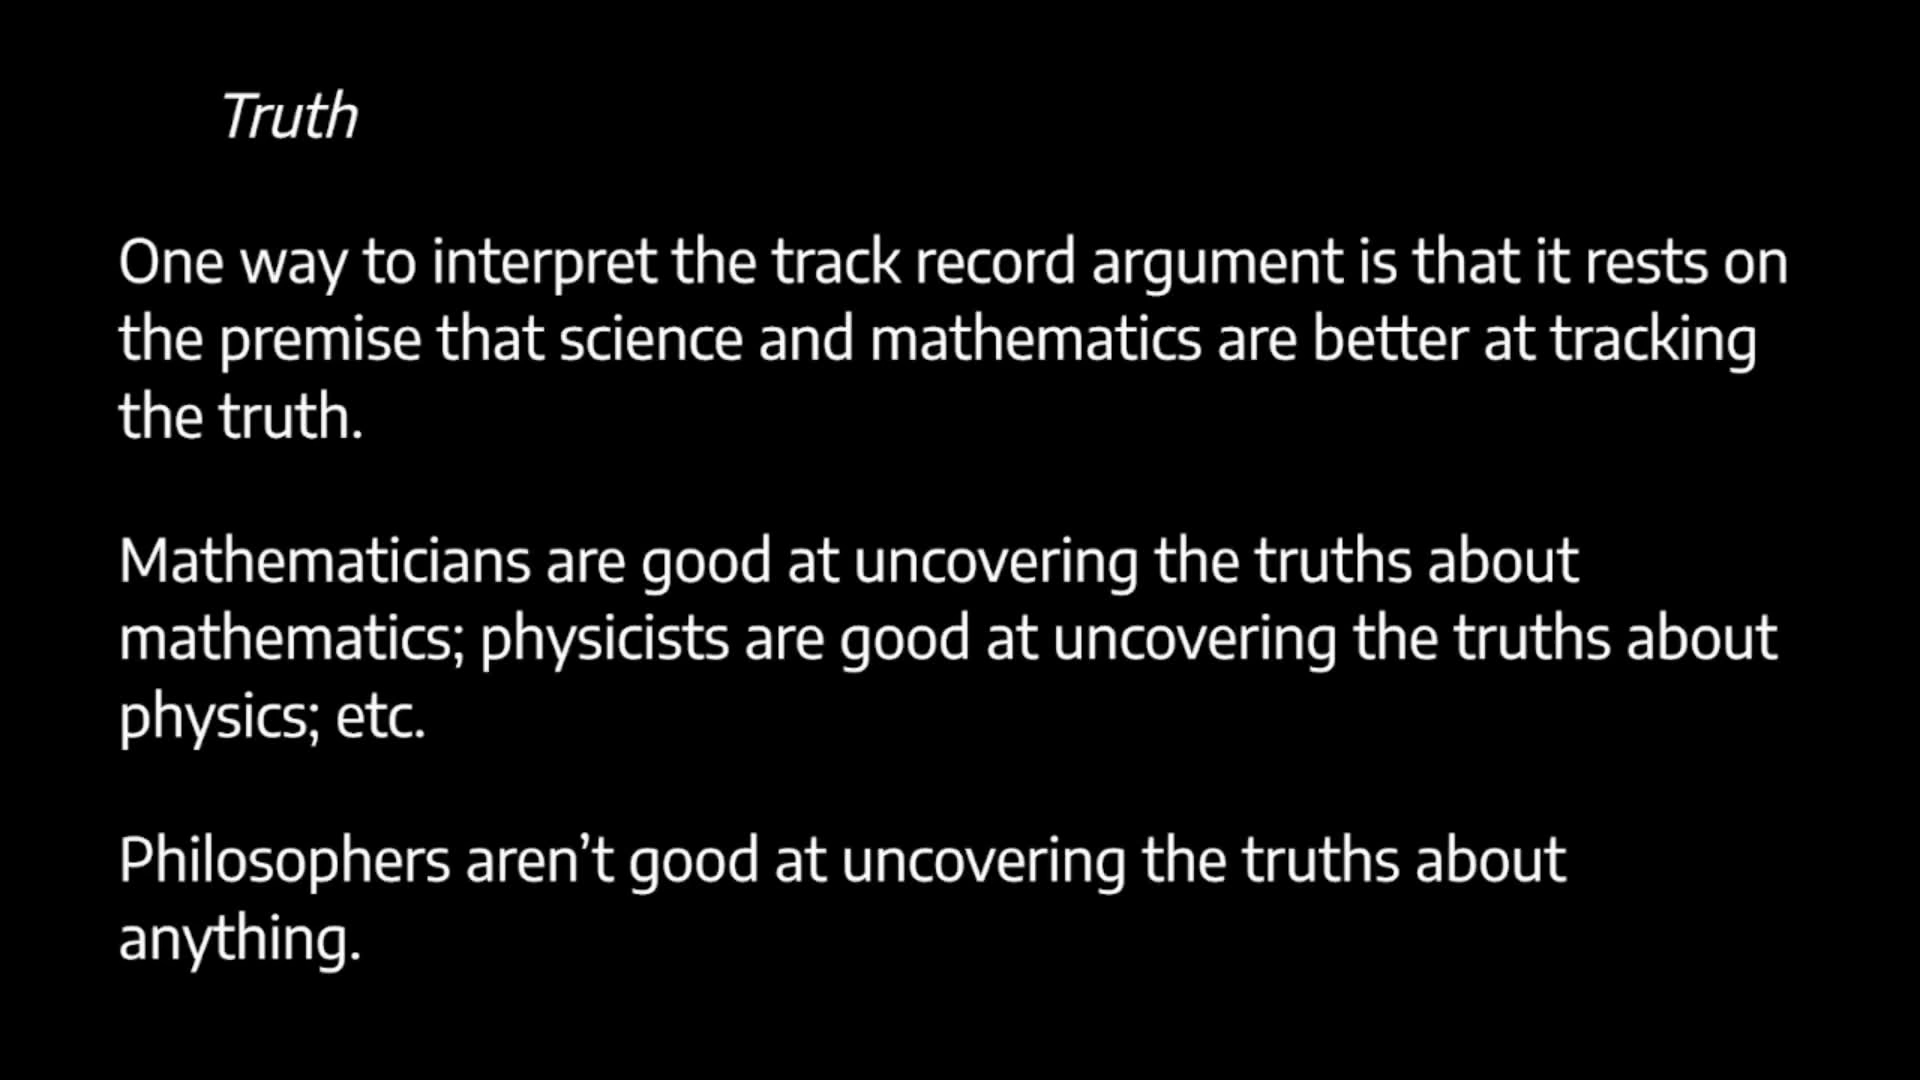 Truth
One way to interpret the track record argument is that it rests on
the premise that science and mathematics are better at tracking
the truth.
Mathematicians are good at uncovering the truths about
mathematics; physicists are good at uncovering the truths about
physics; etc.
Philosophers aren’t good at uncovering the truths about
anything.